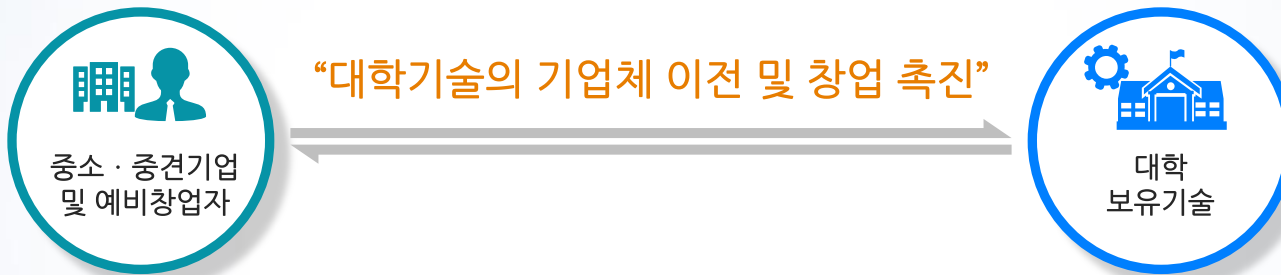 “대학기술의 기업체 이전 및 창업 촉진”
중소 · 중견기업
및 예비창업자
대학
보유기술